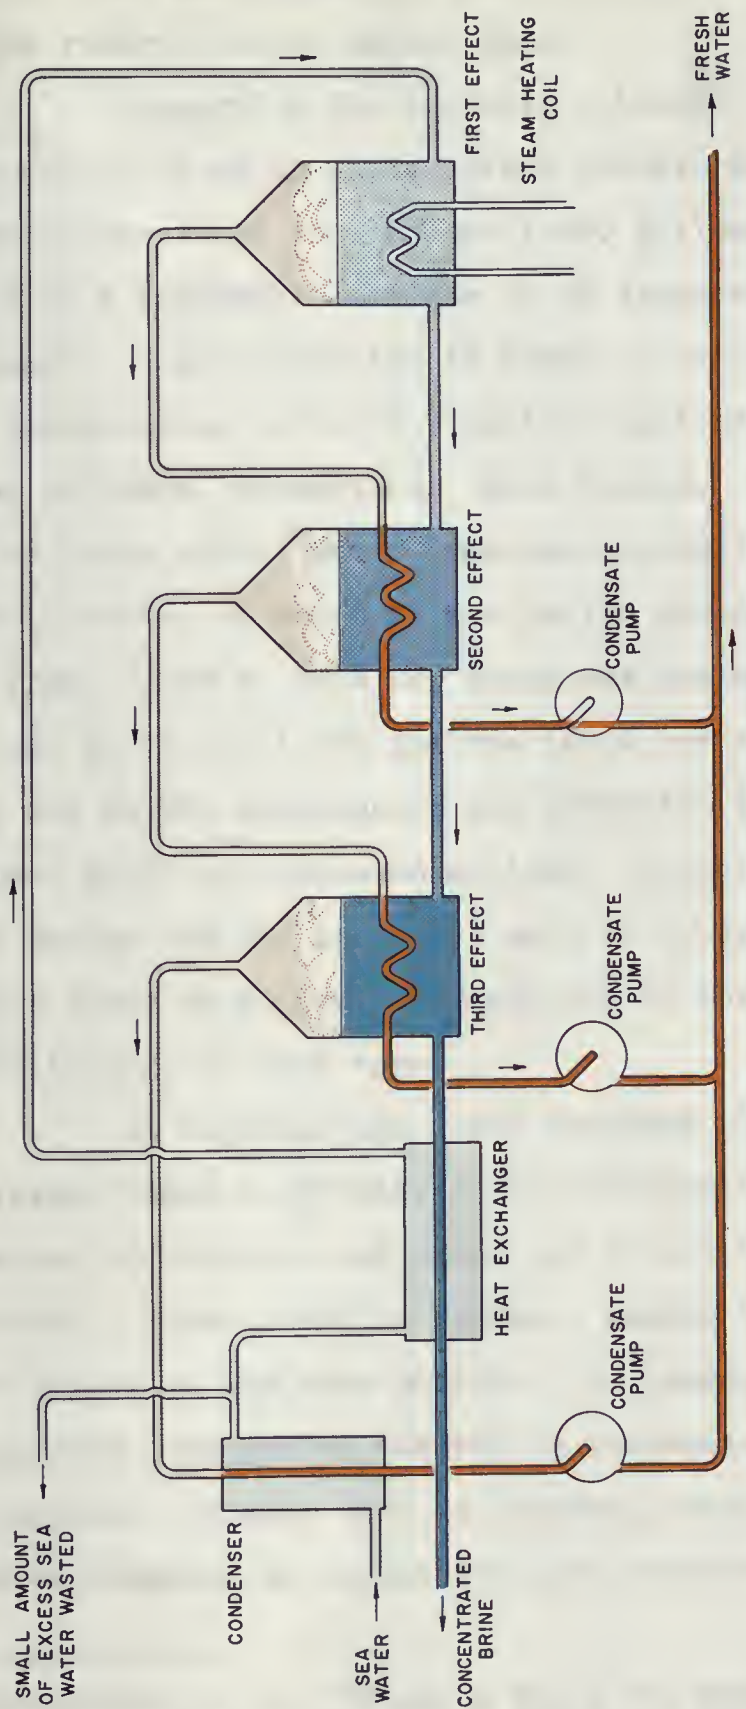 SMALL AMOUNT
OF EXCESS SEA
WATER WASTED
CONDENSER
SEA
WATER
CONCENTRATED
BRINE
HEAT EXCHANGER
THIRD EFFECT
SECOND EFFECT
FIRST EFFECT
STEAM HEATING
COIL
CONDENSATE
PUMP
CONDENSATE
PUMP
CONDENSATE
PUMP
FRESH
WATER